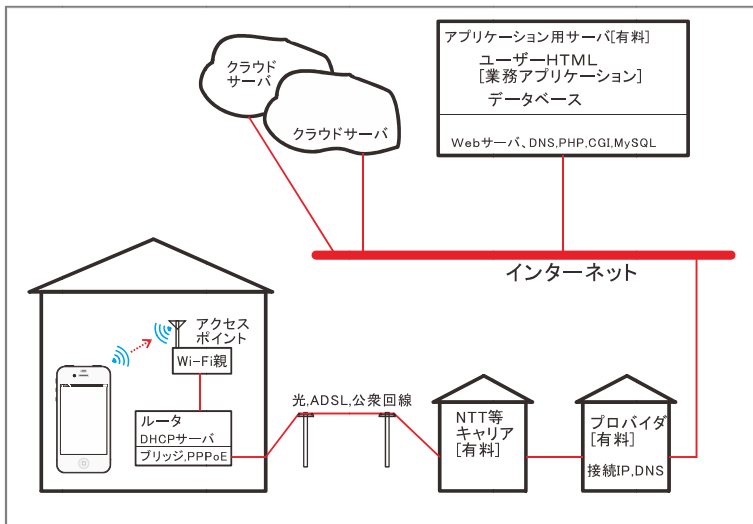 クラウド
サーバ
クラウドサーバ
アプリケーション用サーバ[有料]
ユーザーHTML
[業務アプリケーション]
データベース
Webサーバ、DNS,PHP,CGI,MySQL
インターネット
アクセス
ポイント
Wi-Fi親
ルータ
DHCPサーバ
ブリッジ,PPPoE
光,ADSL,公衆回線
NTT等
キャリア
[有料]
プロバイダ
[有料]
接続IP,DNS